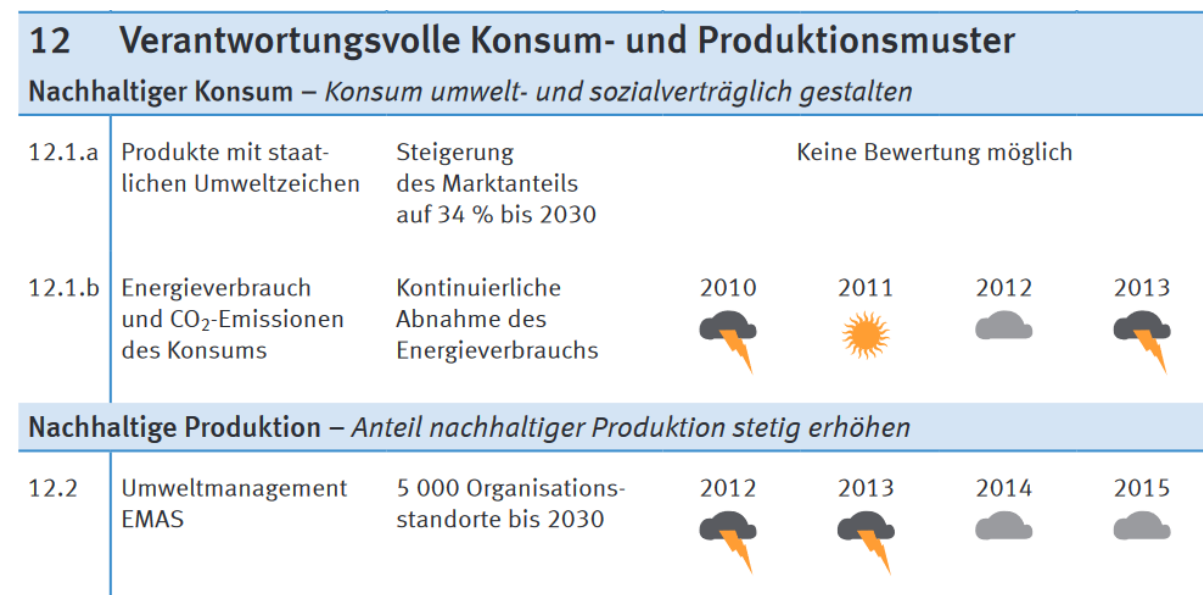 12 Verantwortungsvolle Konsum- und Produktionsmuster
Nachhaltiger Konsum – Konsum umwelt- und sozialverträglich gestalten
12.1.a Produkte mit staat- Steigerung Keine Bewertung möglich
lichen Umweltzeichen des Marktanteils
auf 34 % bis 2030
12.1.b Energieverbrauch Kontinuierliche 2010 2011 2012 2013
und CO₂-Emissionen Abnahme des
des Konsums Energieverbrauchs
Nachhaltige Produktion – Anteil nachhaltiger Produktion stetig erhöhen
12.2 Umweltmanagement 5 000 Organisations- 2012 2013 2014 2015
EMAS standorte bis 2030